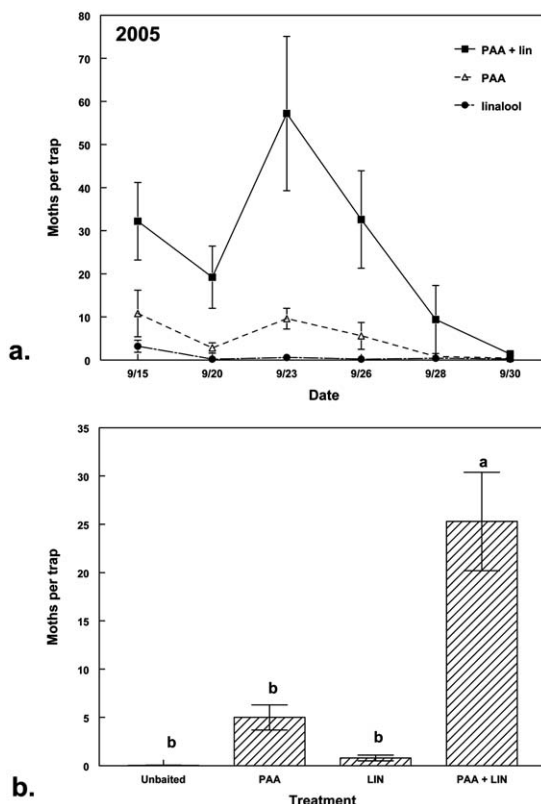 2005
80
70
60
50
40
30
20
10
0
Moths per trap
PAA + lin
PAA
linalool
9/15 9/20 9/23 9/26 9/28 9/30
Date
a.
40
35
30
25
20
15
10
5
0
Moths per trap
b b b a
Unbaited PAA LIN PAA + LIN
Treatment
b.